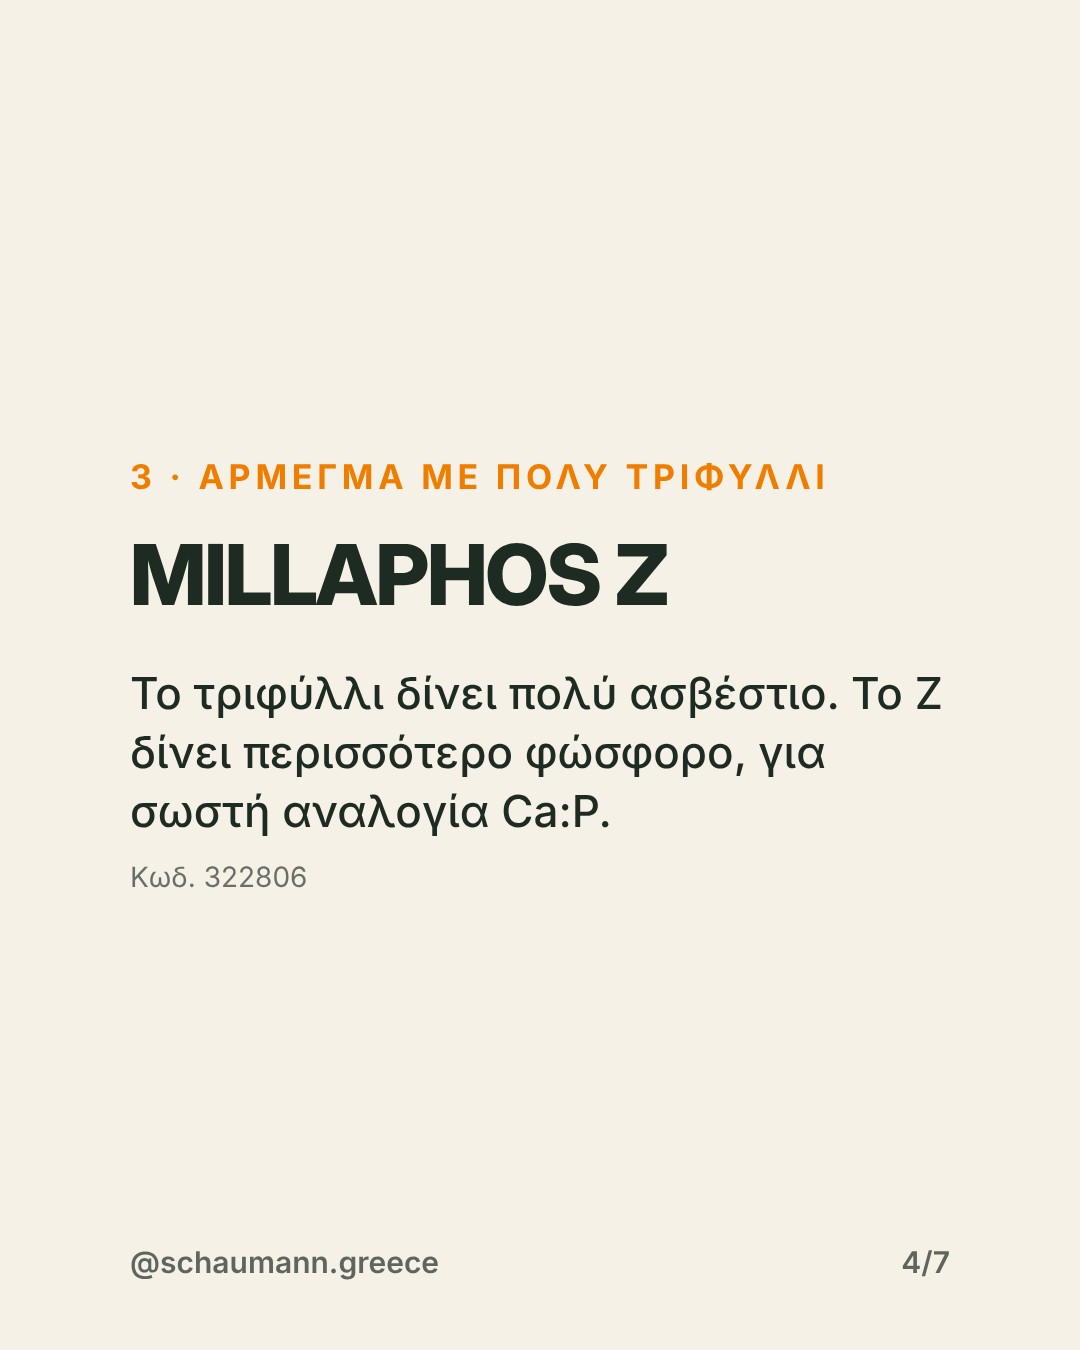 3 · ΑΡΜΕΓΜΑ ΜΕ ΠΟΛΥ ΤΡΙΦΥΛΛΙ
MILLAPHOS Z
Το τριφύλλι δίνει πολύ ασβέστιο. Το Z
δίνει περισσότερο φώσφορο, για
σωστή αναλογία Ca:P.
Κωδ. 322806
@schaumann.greece
4/7